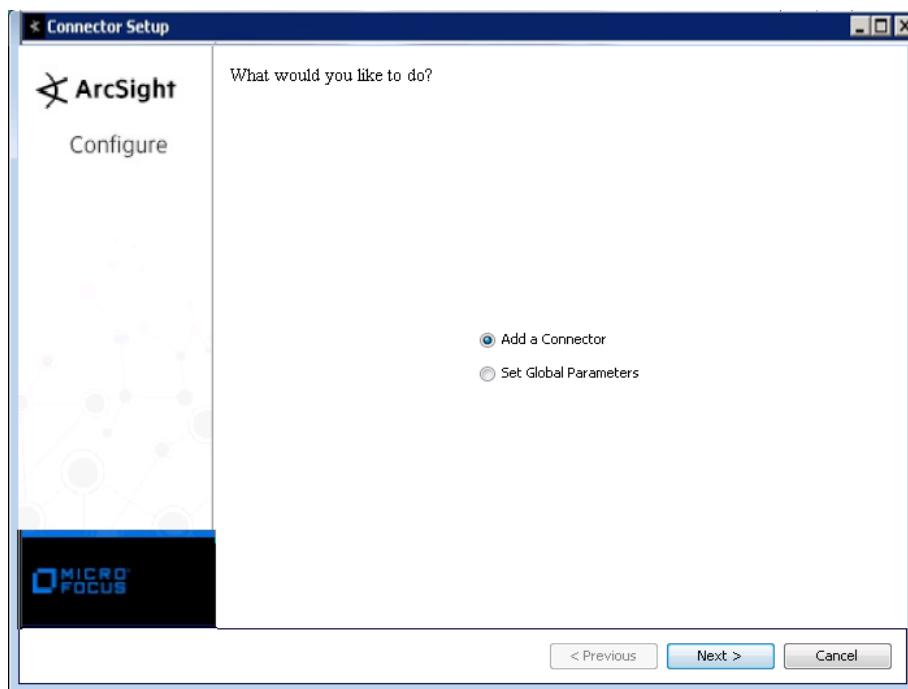 Connector Setup
ArcSight
Configure
What would you like to do?
Add a Connector
Set Global Parameters
MICRO
FOCUS
< Previous
Next >
Cancel